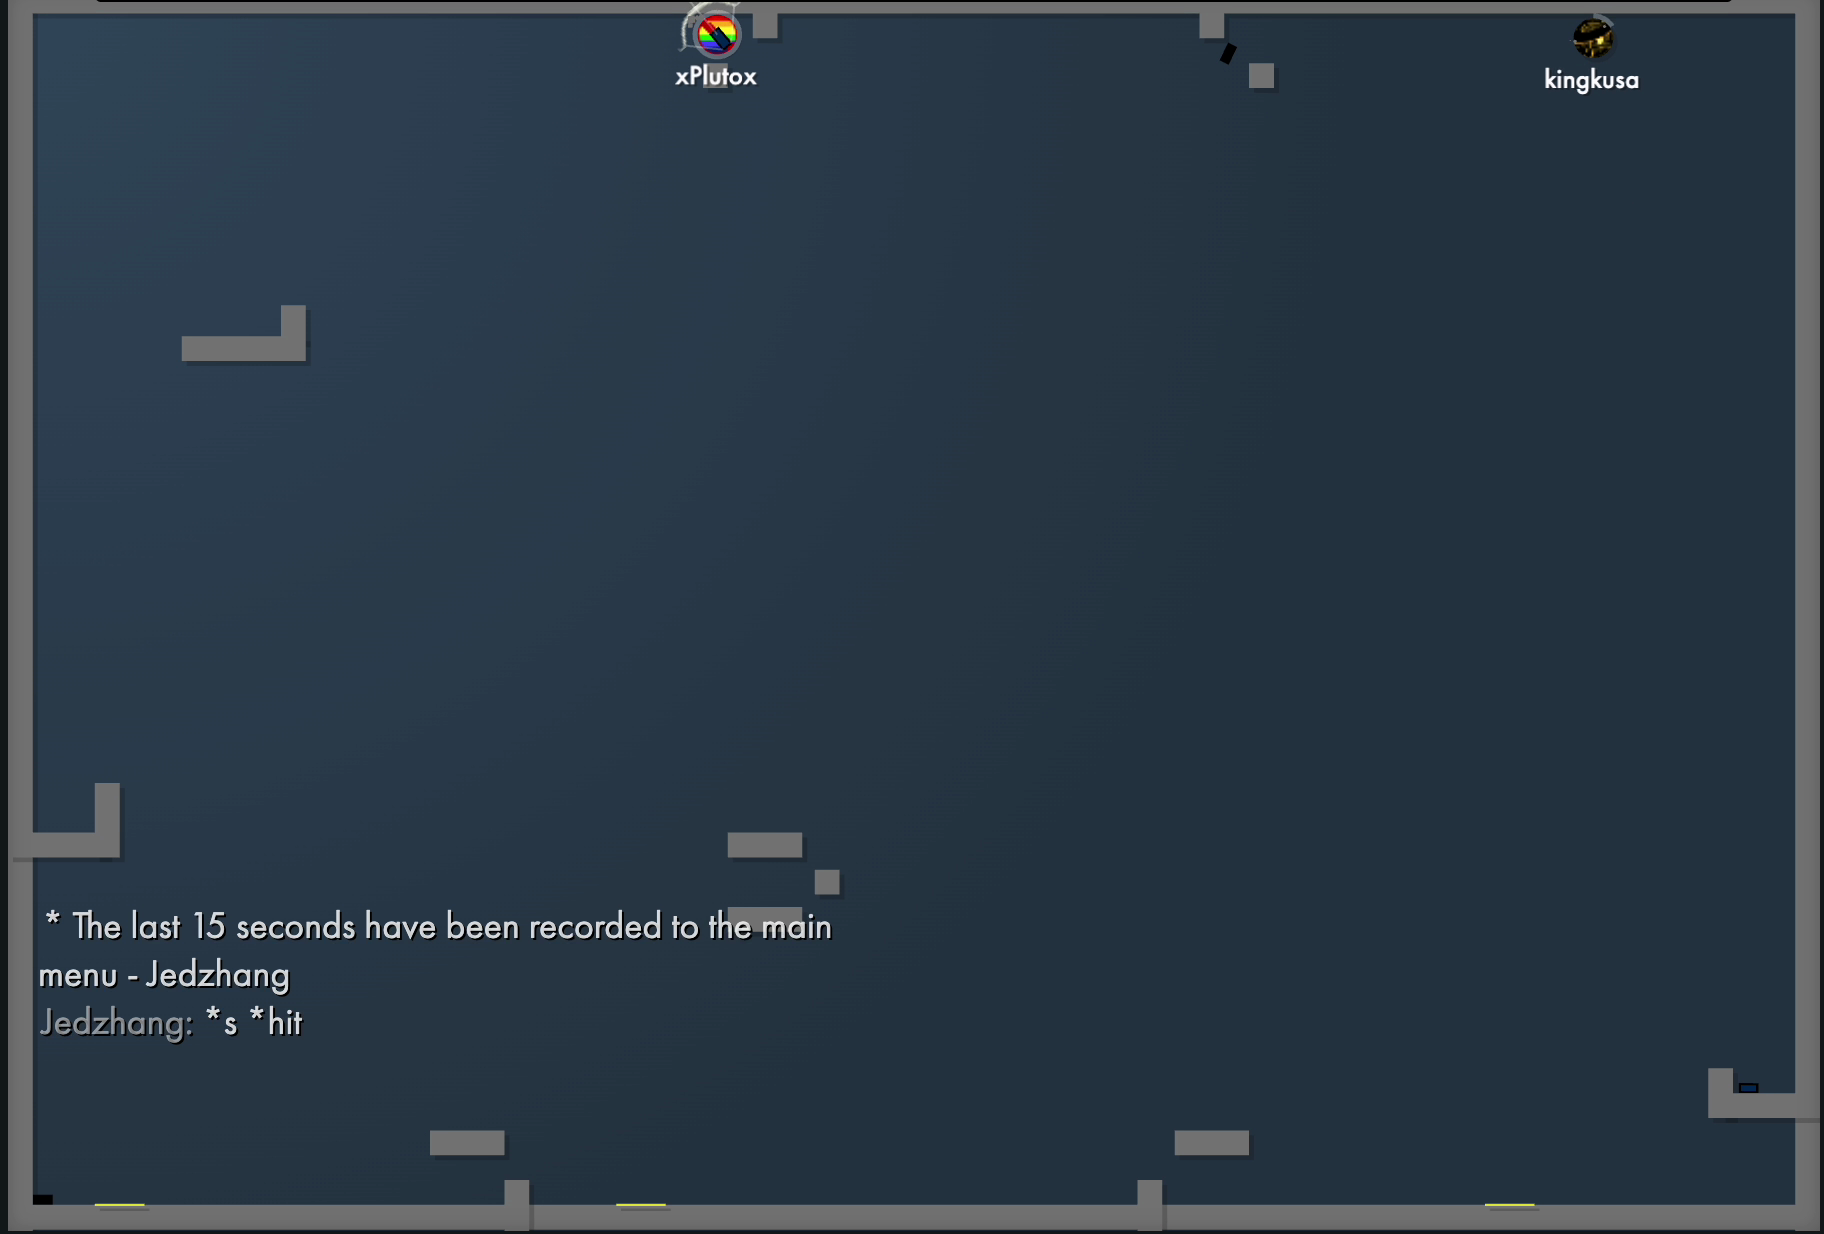 xPlutox
kingkusa
* The last 15 seconds have been recorded to the main
menu - Jedzhang
Jedzhang: *s *hit